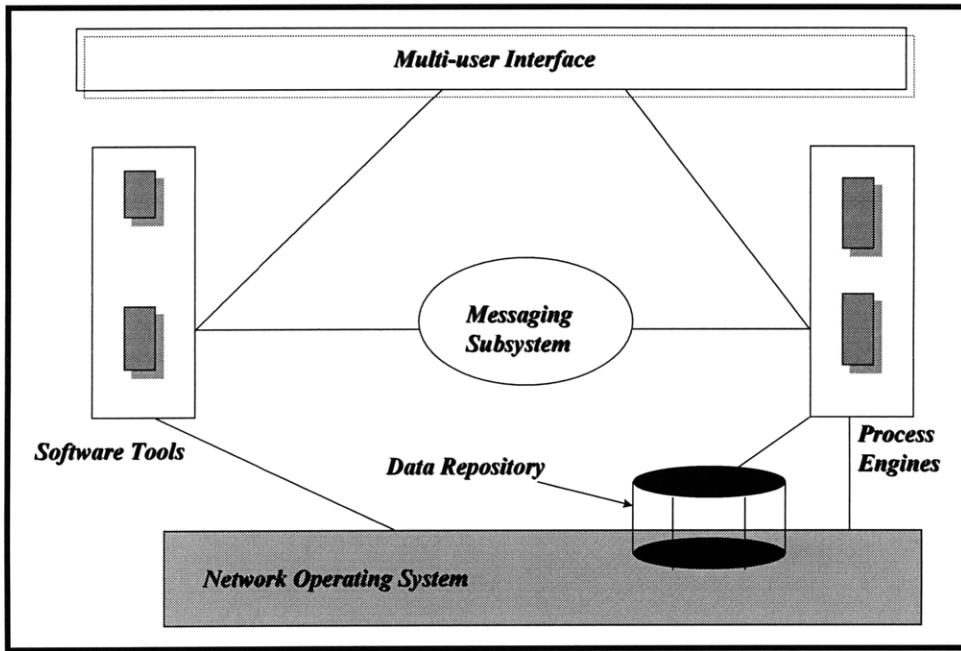 Multi-user Interface
Messaging
Subsystem
Software Tools
Process
Engines
Data Repository
Network Operating System